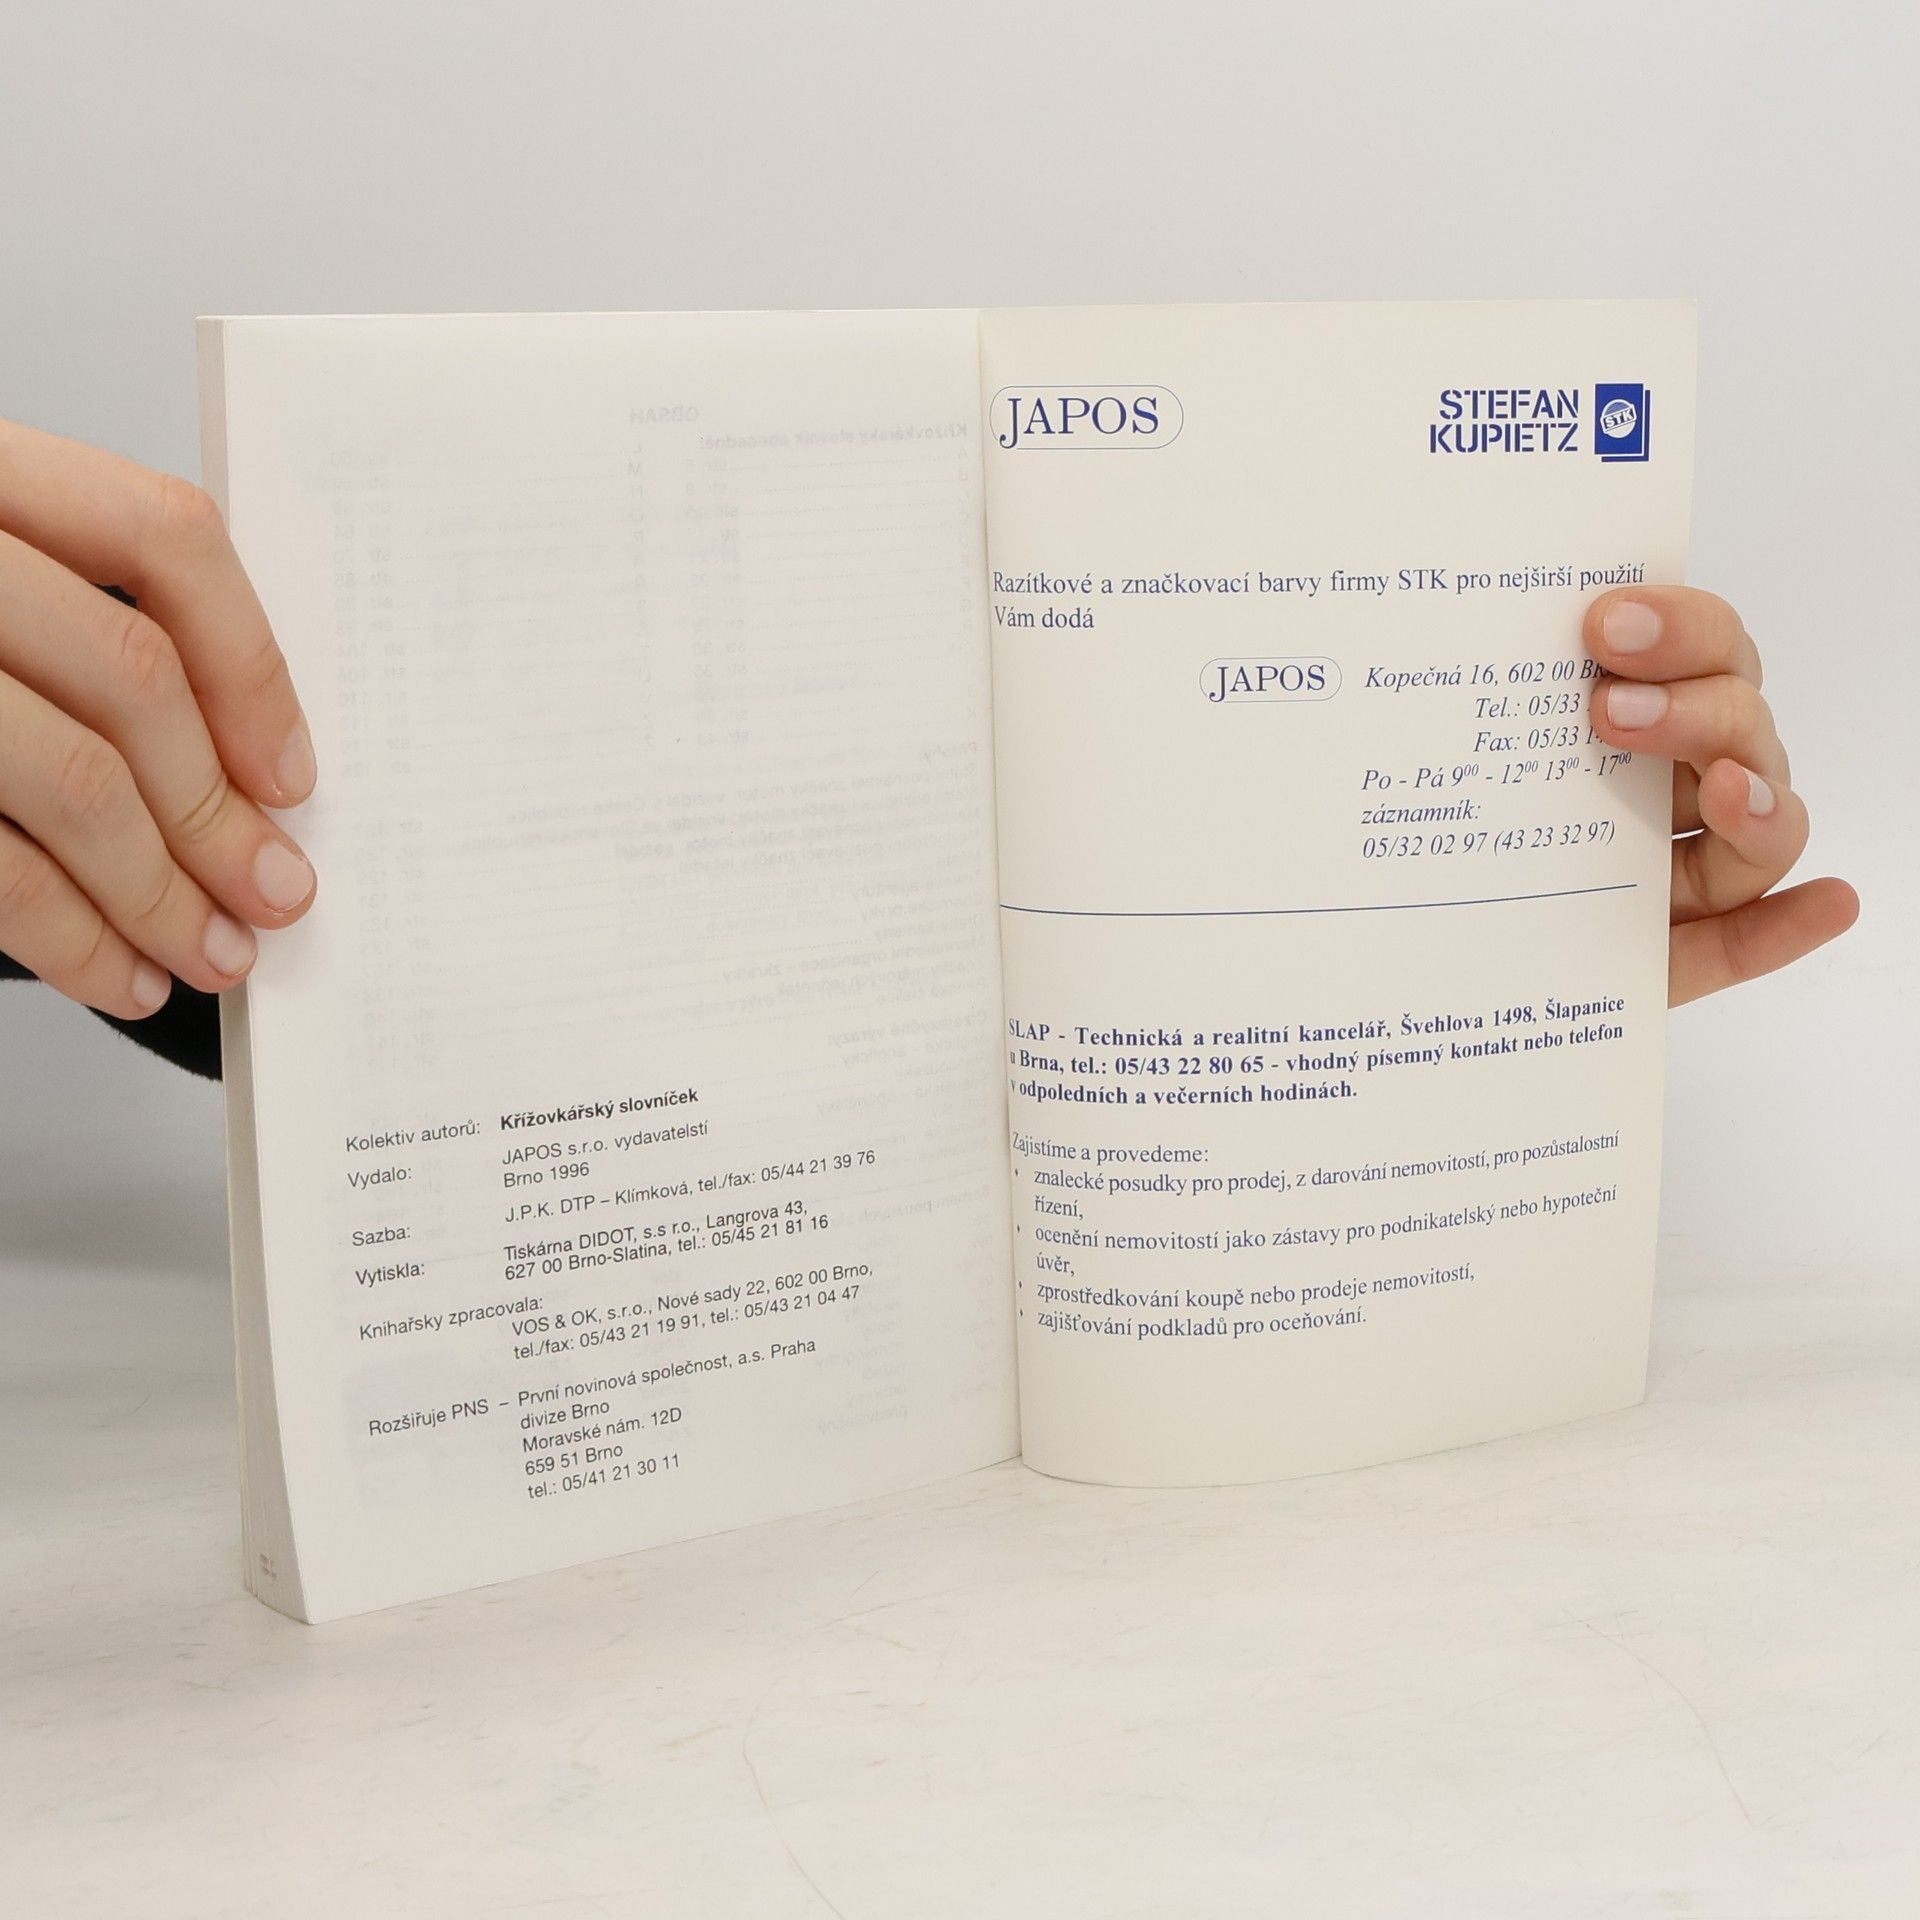 Kolektiv autorů: Křížovkářský slovníček
Vydalo: JAPOS s.r.o. vydavatelství
Brno 1996
Sazba: J.P.K. DTP – Klímková, tel./fax: 05/44 21 39 76
Vytiskla: Tiskárna DIDOT, s.s r.o., Langrova 43,
627 00 Brno-Slatina, tel.: 05/45 21 81 16
Knihařsky zpracovala:
VOS & OK, s.r.o., Nové sady 22, 602 00 Brno,
tel./fax: 05/43 21 19 91, tel.: 05/43 21 04 47
Rozšiřuje PNS – První novinová společnost, a.s. Praha
divize Brno
Moravské nám. 12D
659 51 Brno
tel.: 05/41 21 30 11
JAPOS
STEFAN
KUPIETZ
STK
Razítkové a značkovací barvy firmy STK pro nejširší použití
Vám dodá
JAPOS Kopečná 16, 602 00
Tel.: 05/33
Fax: 05/33
Po - Pá 900 - 1200 1300 - 1700
záznamník:
05/32 02 97 (43 23 32 97)
SLAP - Technická a realitní kancelář, Švehlova 1498, Šlapanice
u Brna, tel.: 05/43 22 80 65 - vhodný písemný kontakt nebo telefon
v odpoledních a večerních hodinách.
Zajistíme a provedeme:
• znalecké posudky pro prodej, z darování nemovitostí, pro pozůstalostní
řízení,
• ocenění nemovitostí jako zástavy pro podnikatelský nebo hypoteční
úvěr,
• zprostředkování koupě nebo prodeje nemovitostí,
• zajišťování podkladů pro oceňování.